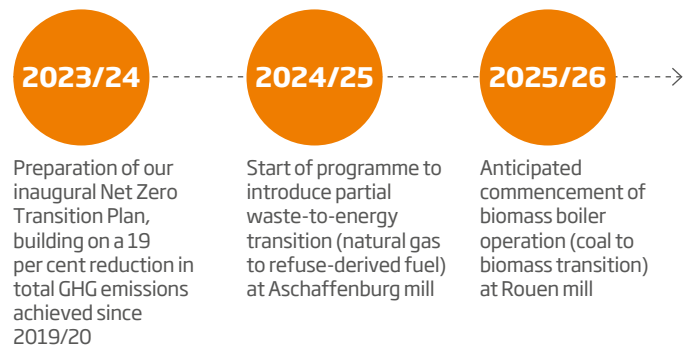 2023/24
Preparation of our
inaugural Net Zero
Transition Plan,
building on a 19
per cent reduction in
total GHG emissions
achieved since
2019/20
2024/25
Start of programme to
introduce partial
waste-to-energy
transition (natural gas
to refuse-derived fuel)
at Aschaffenburg mill
2025/26
Anticipated
commencement of
biomass boiler
operation (coal to
biomass transition)
at Rouen mill